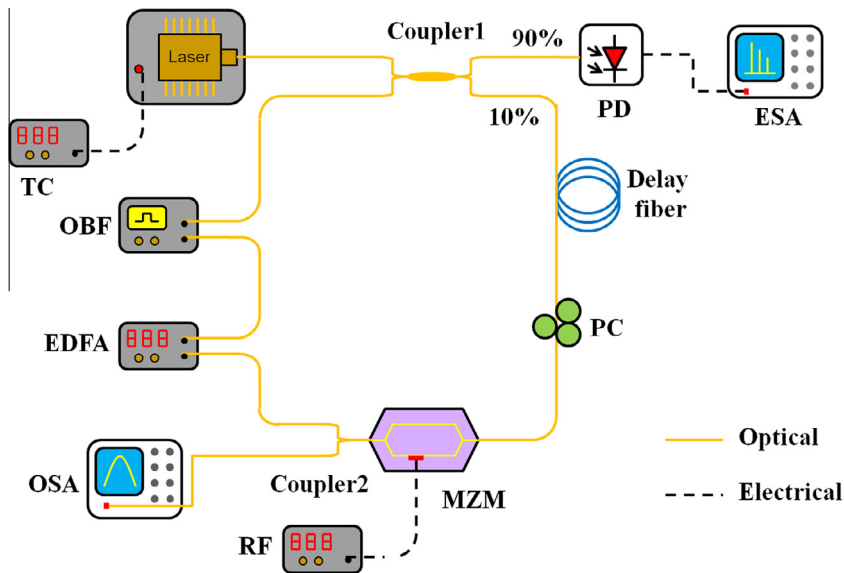 Coupler1
90%
Laser
PD
ESA
10%
TC
Delay
fiber
OBF
PC
EDFA
Optical
OSA
Coupler2
MZM
Electrical
RF